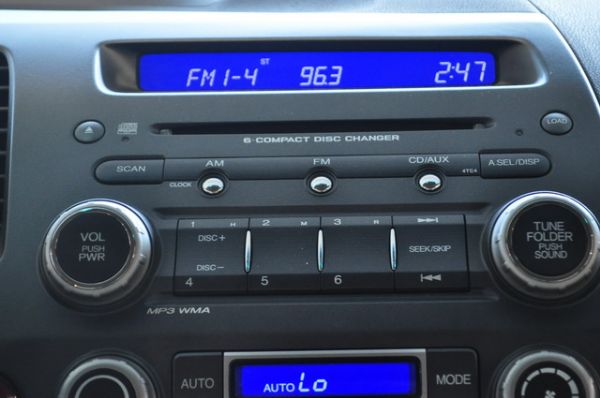 FM1-4 ST 96.3 2:47
6-COMPACT DISC CHANGER
LOAD
SCAN
AM FM CD/AUX
A.SEL/DISP
CLOCK
4TC4
VOL
PUSH
PWR
1 H 2 M 3 R
DISC+
DISC-
4 5 6
SEEK/SKIP
TUNE
FOLDER
PUSH
SOUND
MP3 WMA
AUTO
AUTO Lo
MODE